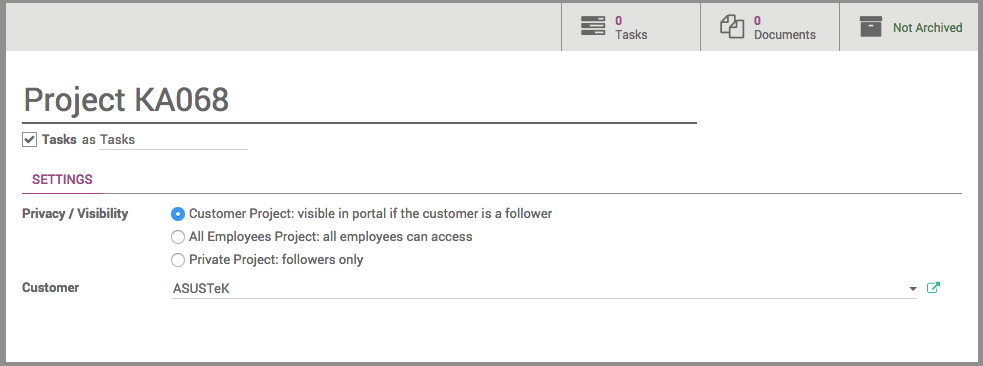 0 Tasks
0 Documents
Not Archived
Project KA068
Tasks as Tasks
SETTINGS
Privacy / Visibility
Customer Project: visible in portal if the customer is a follower
All Employees Project: all employees can access
Private Project: followers only
Customer
ASUSTeK